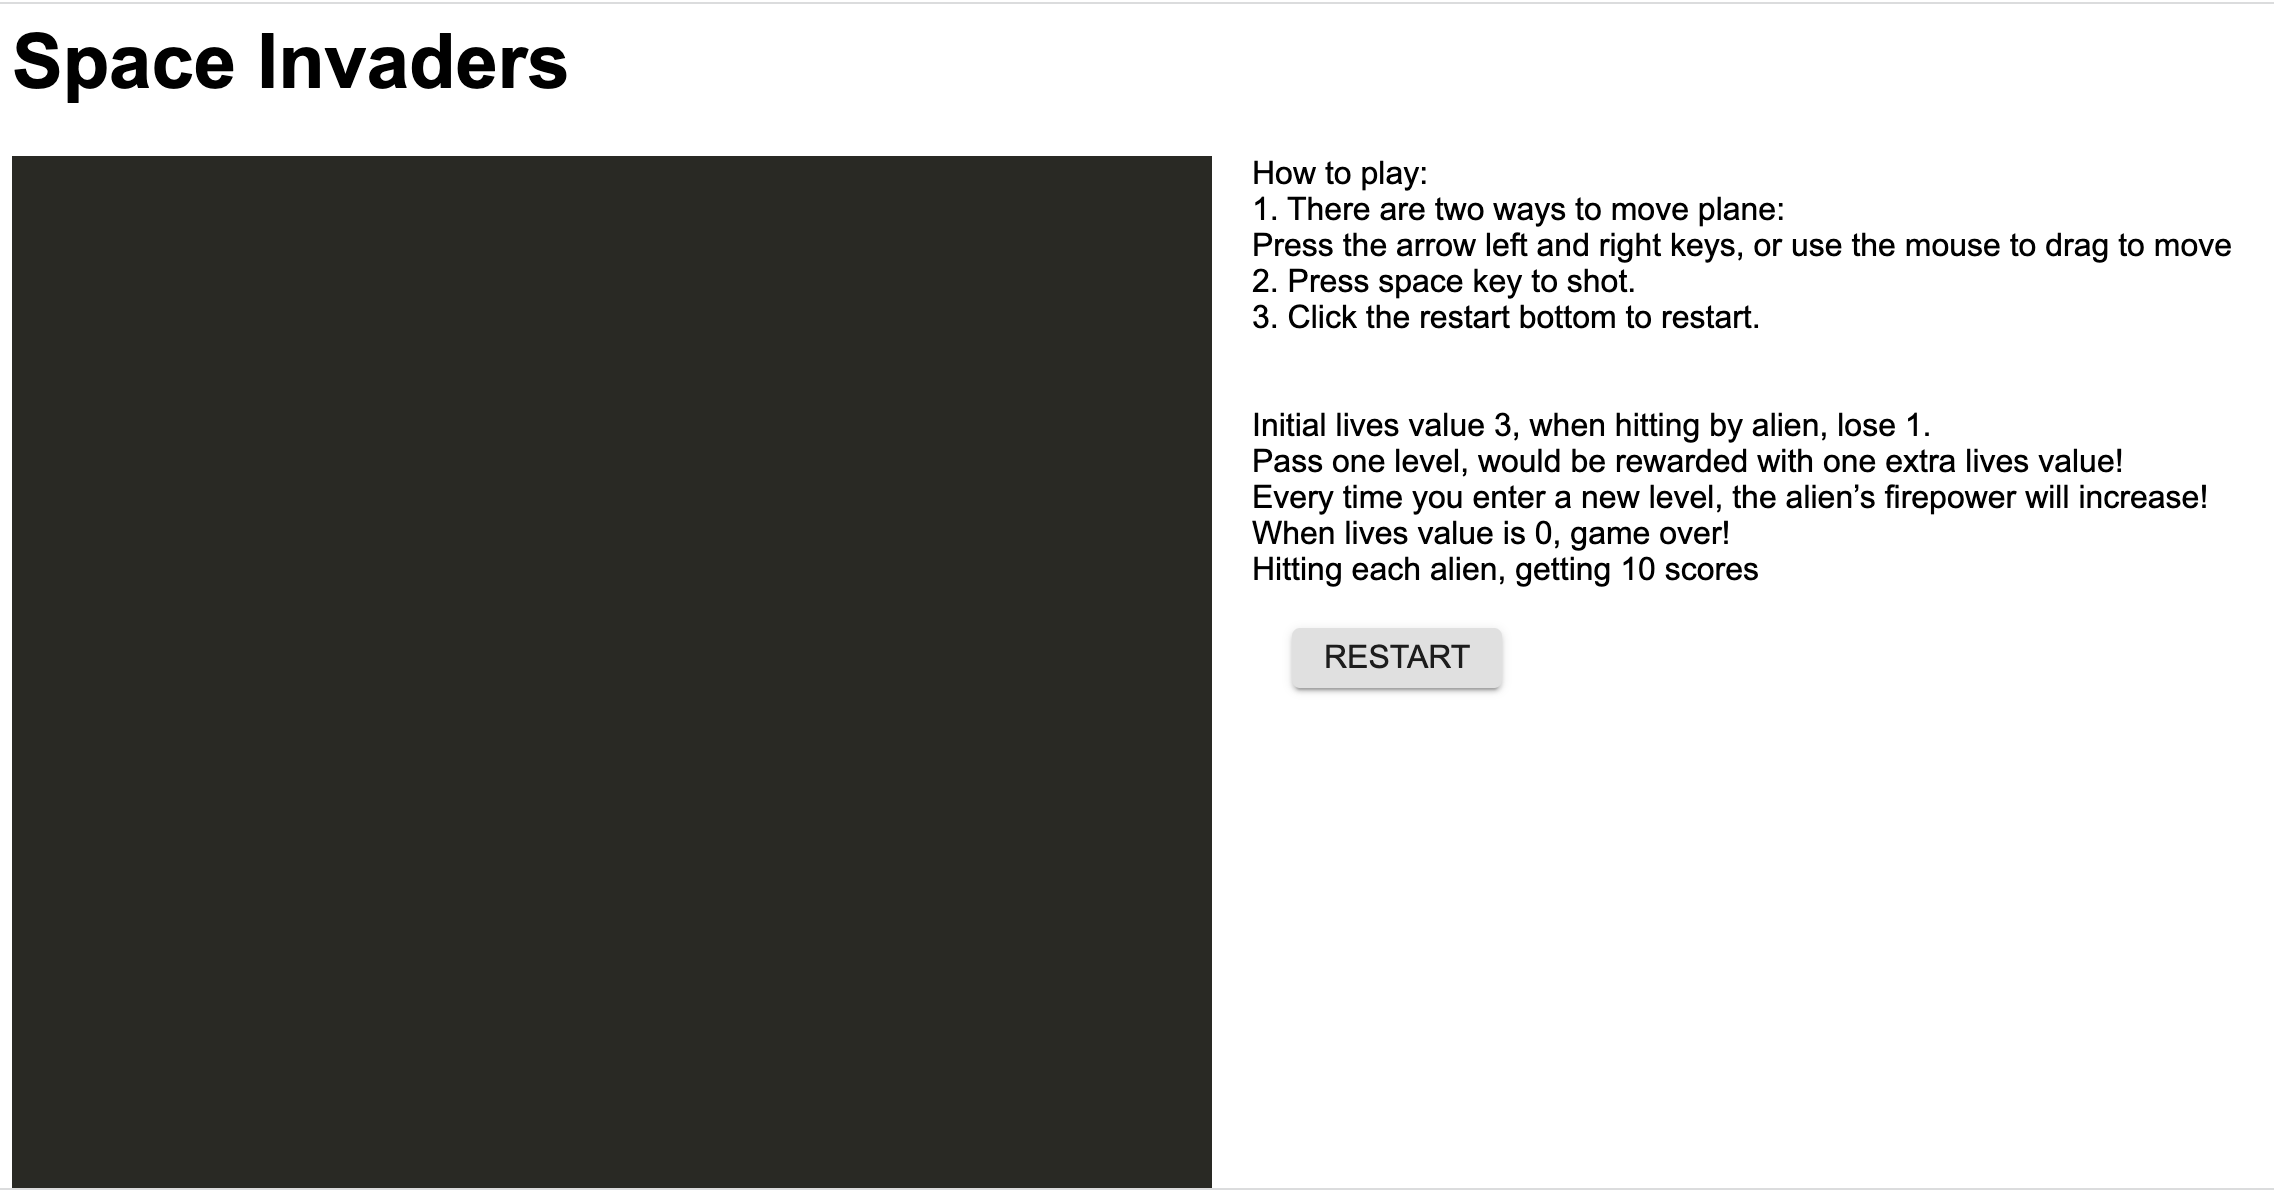 Space Invaders
How to play:
1. There are two ways to move plane:
Press the arrow left and right keys, or use the mouse to drag to move
2. Press space key to shot.
3. Click the restart bottom to restart.
Initial lives value 3, when hitting by alien, lose 1.
Pass one level, would be rewarded with one extra lives value!
Every time you enter a new level, the alien’s firepower will increase!
When lives value is 0, game over!
Hitting each alien, getting 10 scores
RESTART